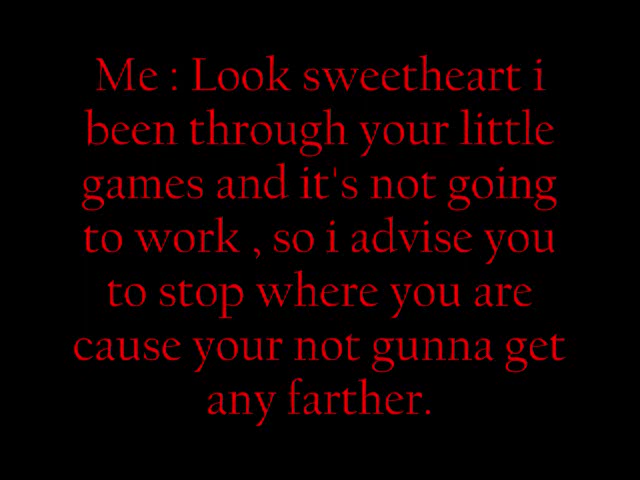 Me : Look sweetheart i
been through your little
games and it's not going
to work , so i advise you
to stop where you are
cause your not gunna get
any farther.